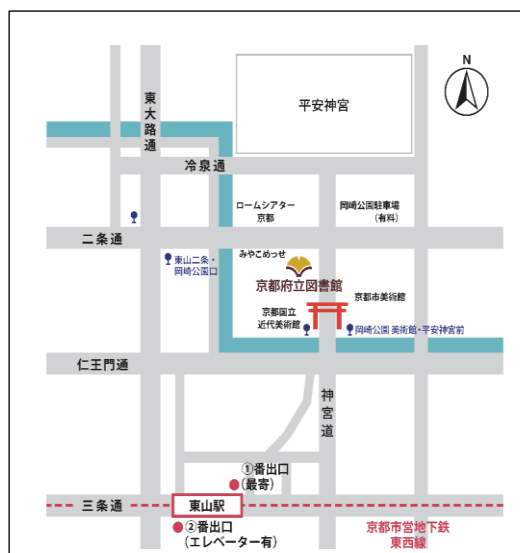 N
東大路通
平安神宮
冷泉通
ロームシアター
京都
岡崎公園駐車場
(有料)
二条通
みやこめっせ
東山二条・
岡崎公園口
京都府立図書館
京都市美術館
京都国立
近代美術館
岡崎公園 美術館・平安神宮前
仁王門通
神宮道
①番出口
(最寄)
三条通
東山駅
②番出口
(エレベーター有)
京都市営地下鉄
東西線